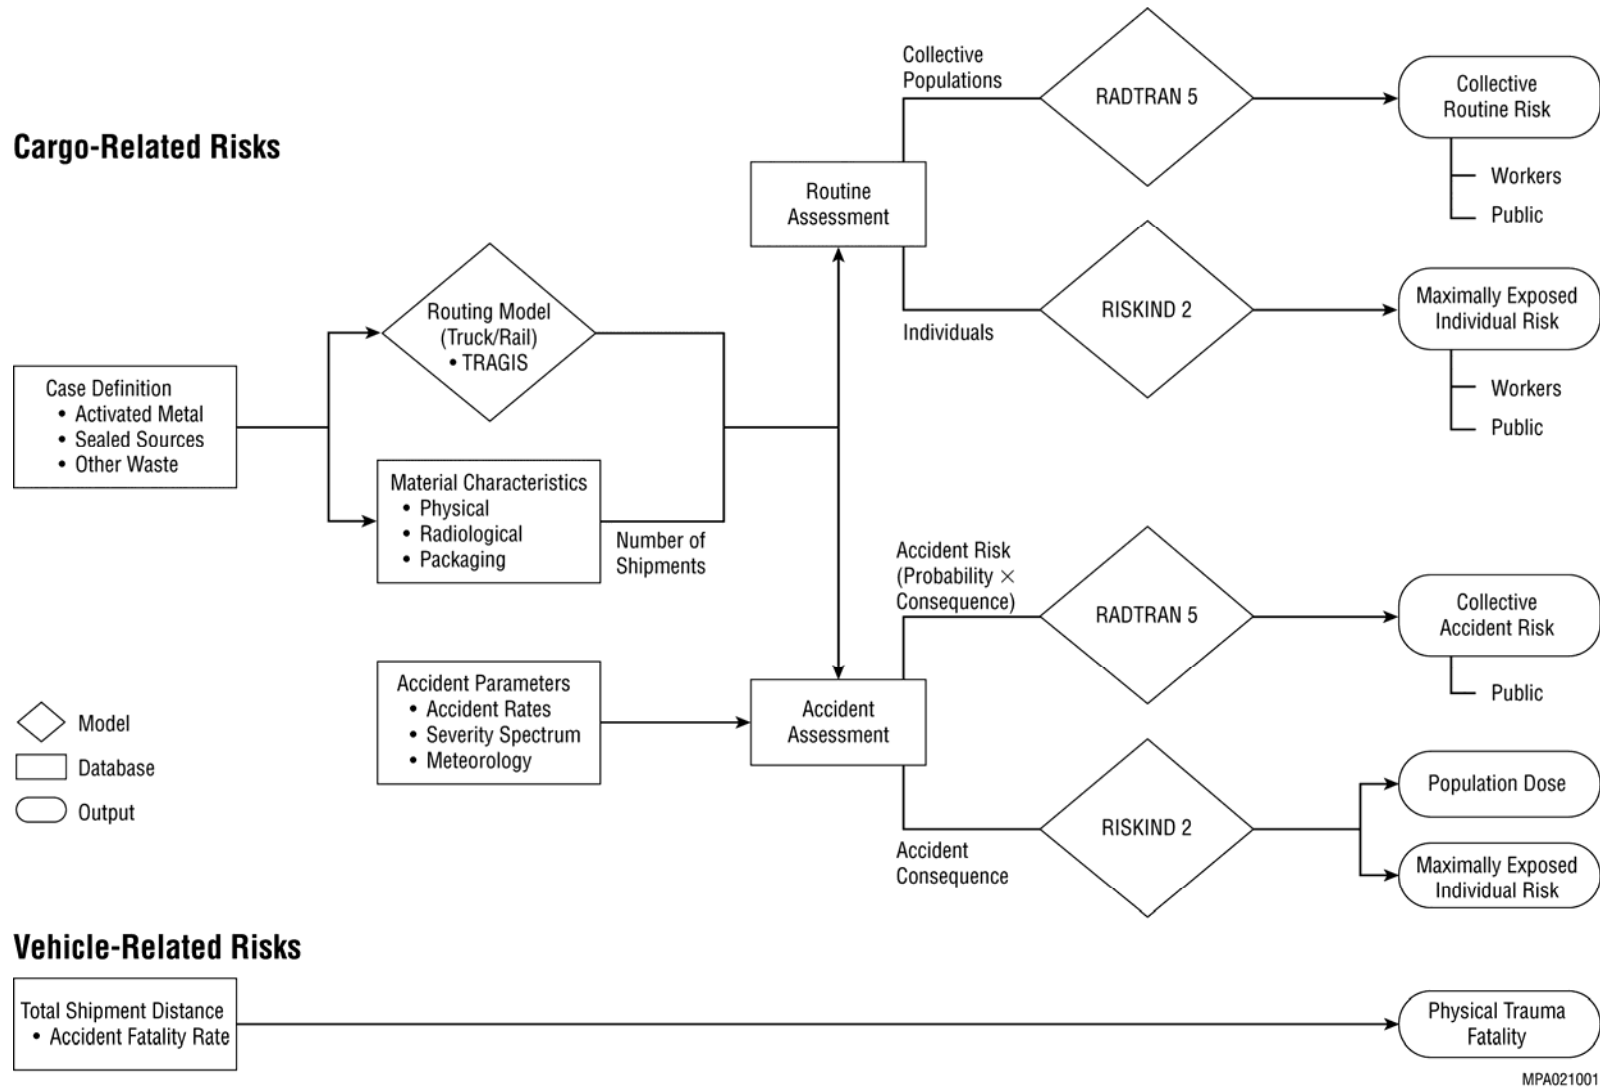 Cargo-Related Risks
Case Definition
• Activated Metal
• Sealed Sources
• Other Waste
Routing Model
(Truck/Rail)
• TRAGIS
Material Characteristics
• Physical
• Radiological
• Packaging
Number of
Shipments
Accident Parameters
• Accident Rates
• Severity Spectrum
• Meteorology
Routine
Assessment
Collective
Populations
RADTRAN 5
Collective
Routine Risk
Workers
Public
Individuals
RISKIND 2
Maximally Exposed
Individual Risk
Workers
Public
Accident
Assessment
Accident Risk
(Probability ×
Consequence)
RADTRAN 5
Collective
Accident Risk
Public
Accident
Consequence
RISKIND 2
Population Dose
Maximally Exposed
Individual Risk
Model
Database
Output
Vehicle-Related Risks
Total Shipment Distance
• Accident Fatality Rate
Physical Trauma
Fatality
MPA021001